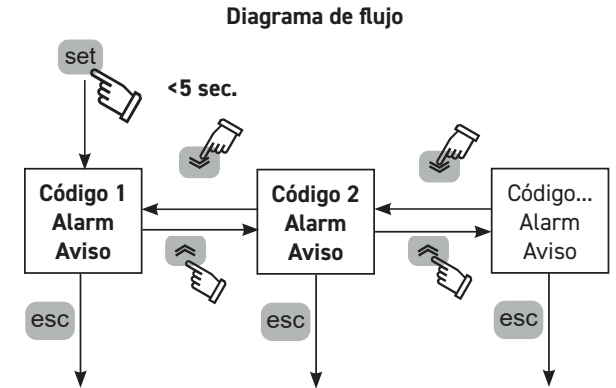 Diagrama de flujo
set
<5 sec.
Código 1
Alarm
Aviso
Código 2
Alarm
Aviso
Código...
Alarm
Aviso
esc
esc
esc